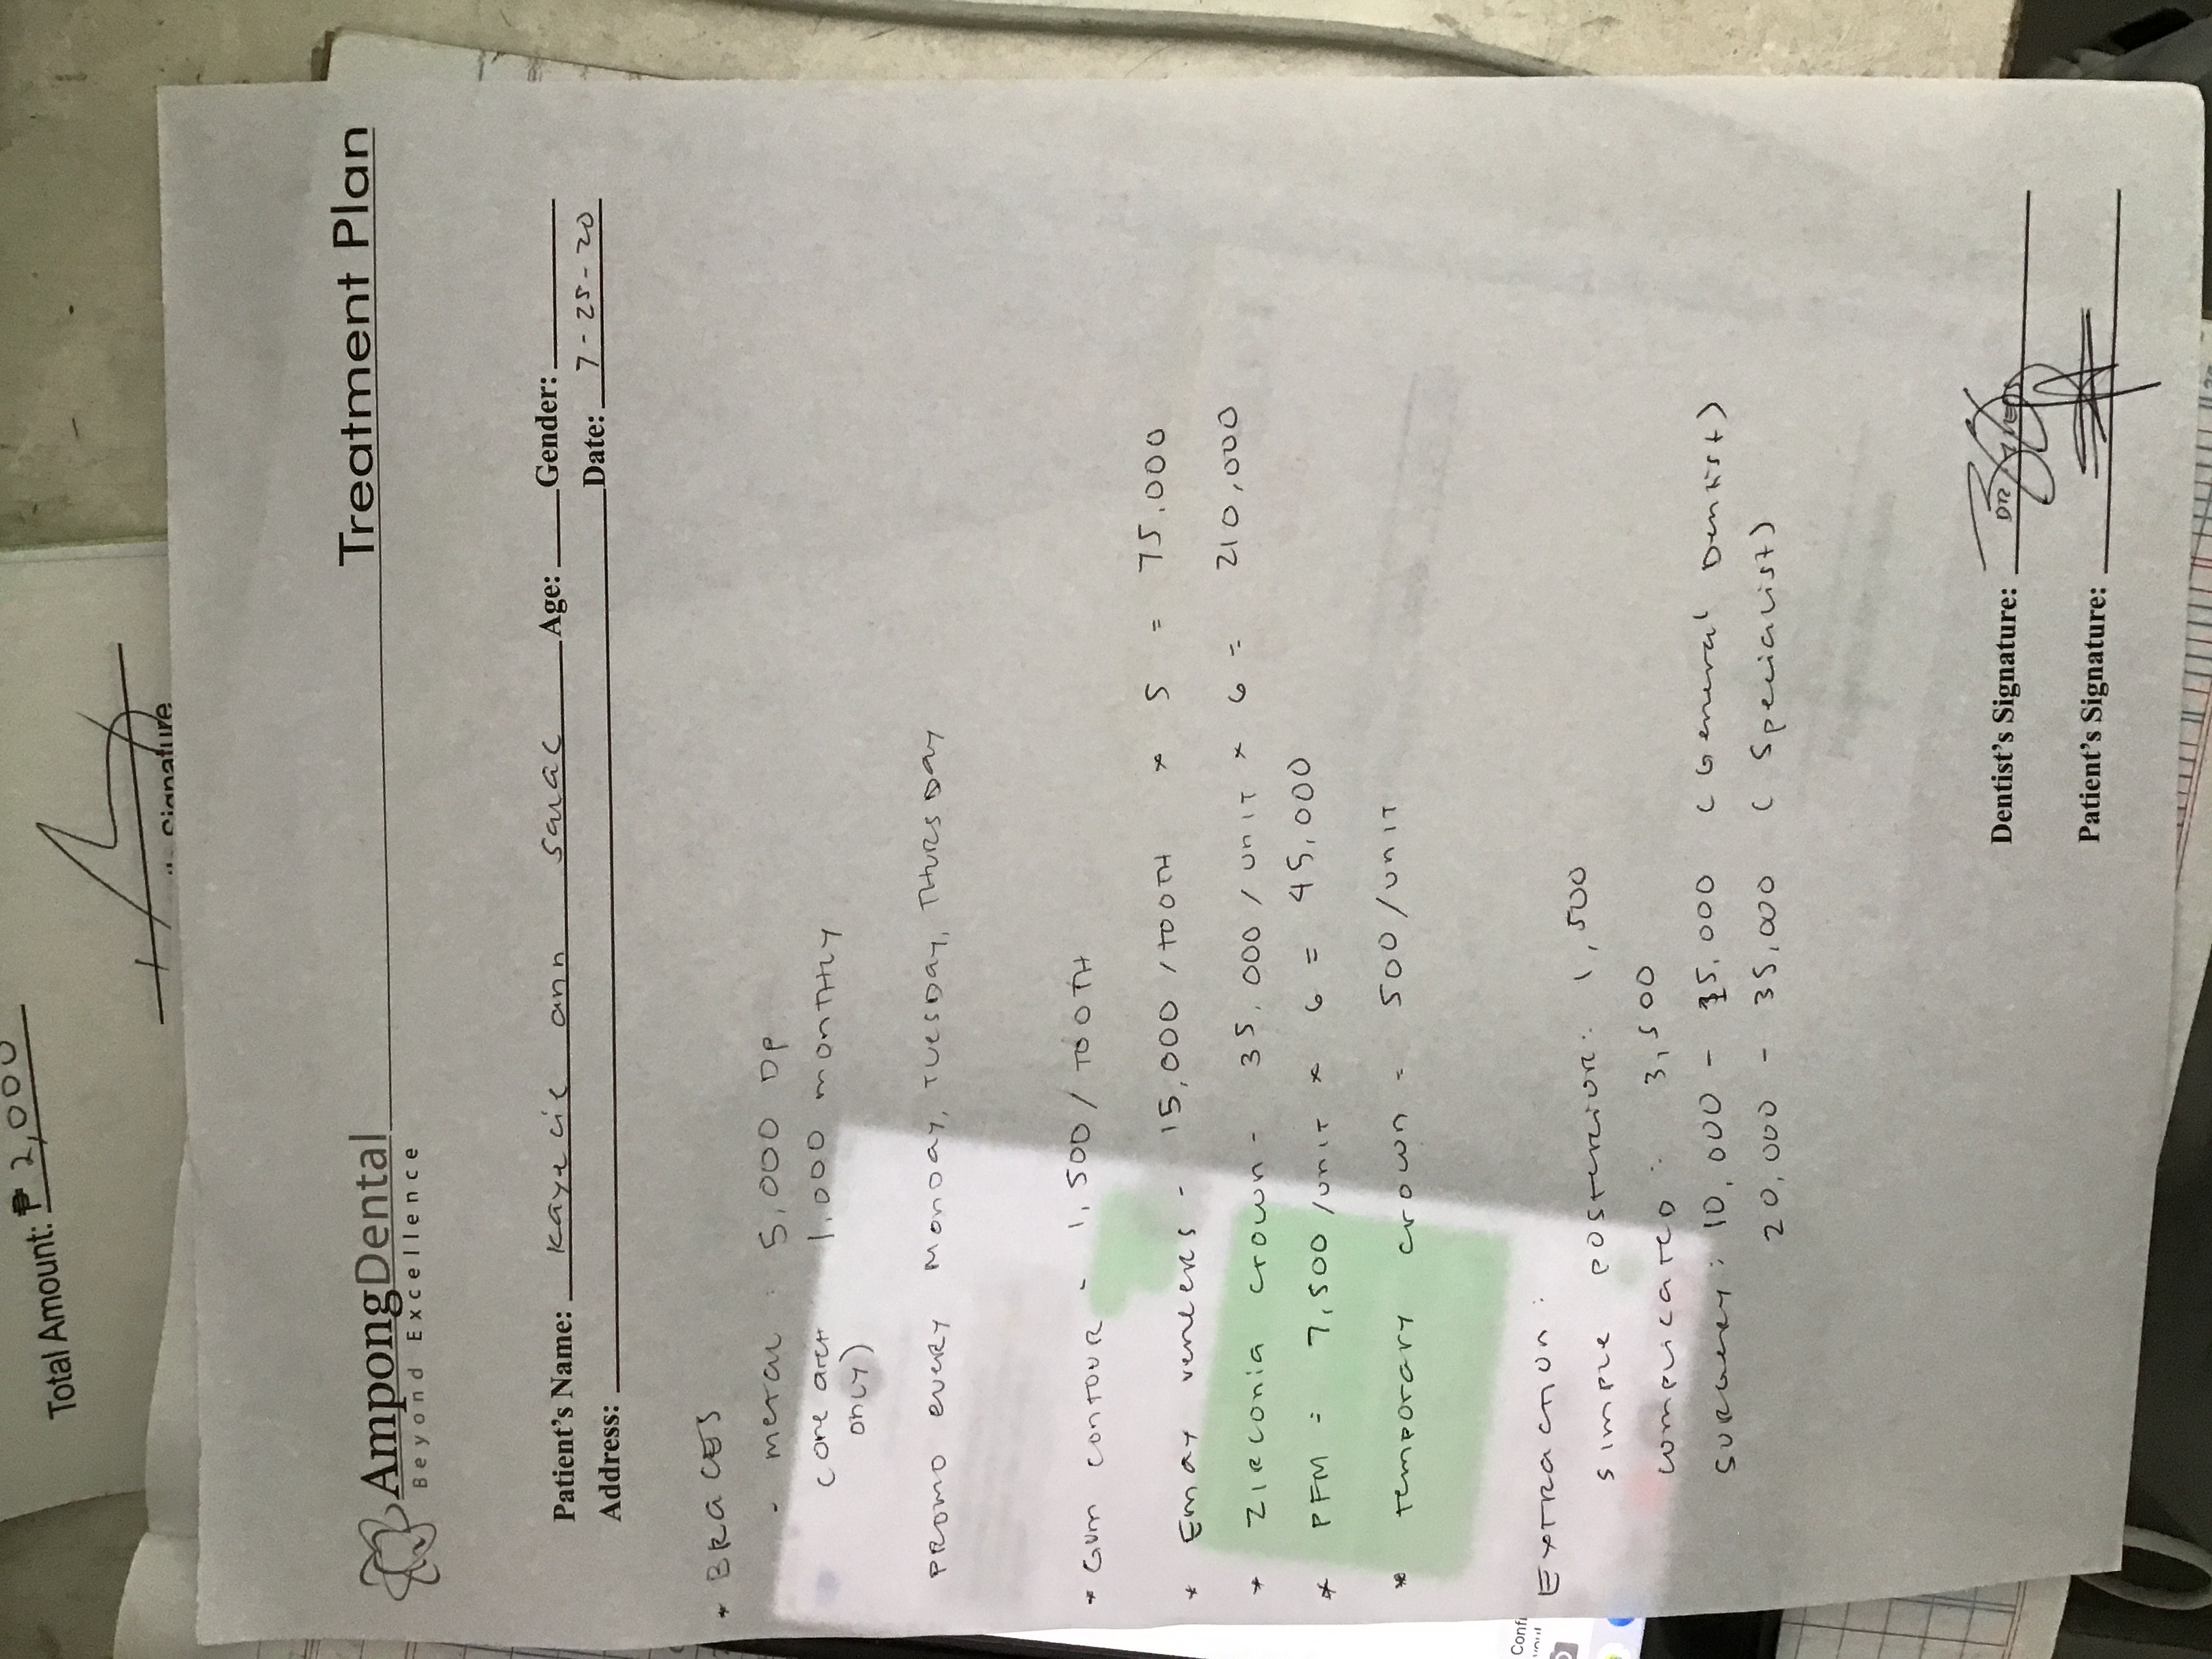 Total Amount: ₱ 2,000
Signature
AmpongDental
Beyond Excellence
Treatment Plan
Patient's Name: ann Age: Gender:
Address: Date: 7-25-20
* BRACES
- METAL : 5,000 DP
(one arch only) 1,000 monthly
PROMO EVERY MONDAY, TUESDAY, THURSDAY
* GUM CONTOUR - 1,500 / TOOTH
* Emax veneers - 15,000 / TOOTH × 5 = 75,000
* ZIRCONIA crown - 35,000 / UNIT × 6 = 210,000
* PFM = 7,500 / UNIT × 6 = 45,000
* Temporary crown = 500 / UNIT
EXTRACTION :
SIMPLE POSTERIOR : 1,500
COMPLICATED : 3,500
SURGERY : 10,000 - 15,000 (General Dentist)
20,000 - 35,000 (Specialist)
Dentist's Signature: DR
Patient's Signature: